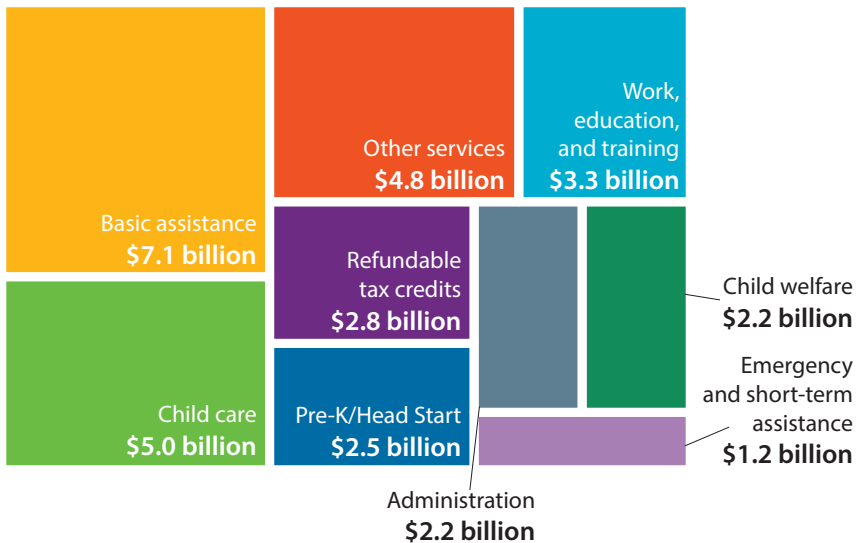 Basic assistance
$7.1 billion
Other services
$4.8 billion
Work,
education,
and training
$3.3 billion
Child care
$5.0 billion
Refundable
tax credits
$2.8 billion
Pre-K/Head Start
$2.5 billion
Child welfare
$2.2 billion
Emergency
and short-term
assistance
$1.2 billion
Administration
$2.2 billion